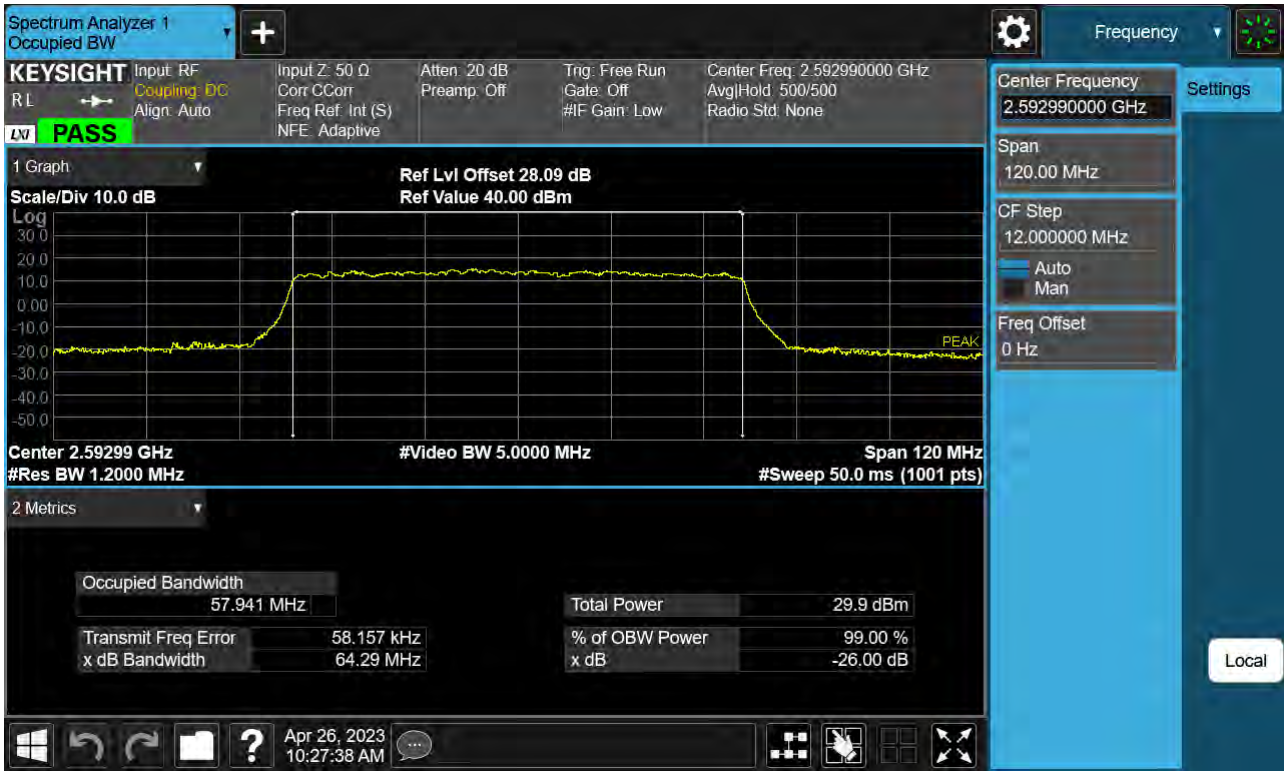 Spectrum Analyzer 1
Occupied BW
+
Frequency
KEYSIGHT
R L
LXI
PASS
Input: RF
Coupling: DC
Align: Auto
Input Z: 50 Ω
Corr CCorr
Freq Ref: Int (S)
NFE: Adaptive
Atten: 20 dB
Preamp: Off
Trig: Free Run
Gate: Off
#IF Gain: Low
Center Freq: 2.592990000 GHz
Avg|Hold: 500/500
Radio Std: None
Center Frequency
2.592990000 GHz
Settings
Span
120.00 MHz
CF Step
12.000000 MHz
Auto
Man
Freq Offset
0 Hz
Local
1 Graph
Scale/Div 10.0 dB
Ref Lvl Offset 28.09 dB
Ref Value 40.00 dBm
Log
30.0
20.0
10.0
0.00
-10.0
-20.0
-30.0
-40.0
-50.0
PEAK
Center 2.59299 GHz
#Video BW 5.0000 MHz
Span 120 MHz
#Res BW 1.2000 MHz
#Sweep 50.0 ms (1001 pts)
2 Metrics
Occupied Bandwidth
57.941 MHz
Total Power 29.9 dBm
Transmit Freq Error 58.157 kHz
% of OBW Power 99.00 %
x dB Bandwidth 64.29 MHz
x dB -26.00 dB
?
Apr 26, 2023
10:27:38 AM